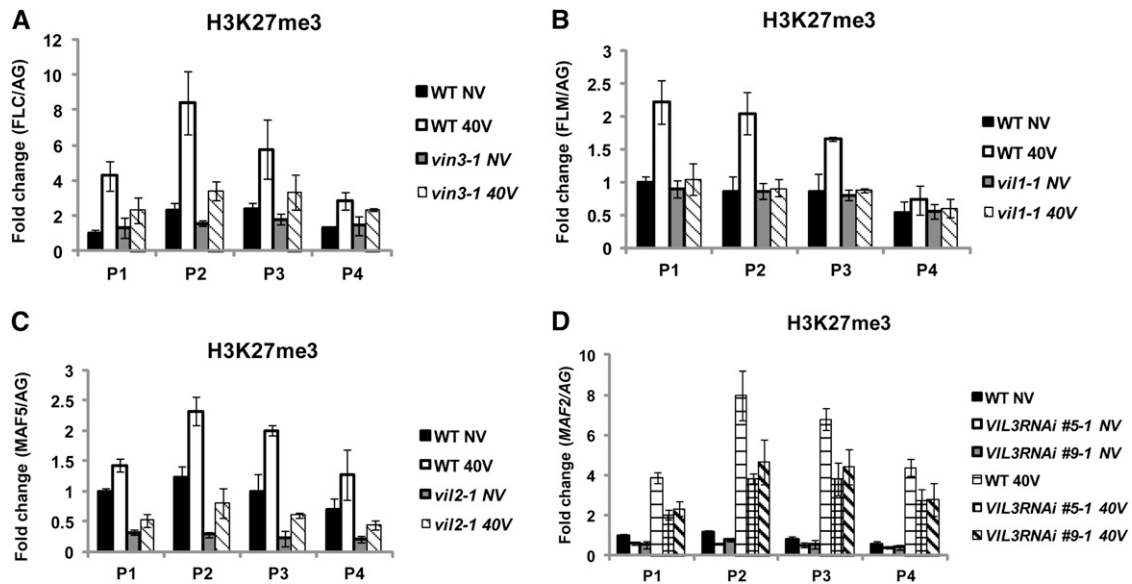 A
H3K27me3
Fold change (FLC/AG)
12
10
8
6
4
2
0
P1 P2 P3 P4
WT NV
WT 40V
vin3-1 NV
vin3-1 40V
B
H3K27me3
Fold change (FLM/AG)
3
2.5
2
1.5
1
0.5
0
P1 P2 P3 P4
WT NV
WT 40V
vil1-1 NV
vil1-1 40V
C
H3K27me3
Fold change (MAF5/AG)
3
2.5
2
1.5
1
0.5
0
P1 P2 P3 P4
WT NV
WT 40V
vil2-1 NV
vil2-1 40V
D
H3K27me3
Fold change (MAF2/AG)
10
8
6
4
2
0
P1 P2 P3 P4
WT NV
VIL3RNAi #5-1 NV
VIL3RNAi #9-1 NV
WT 40V
VIL3RNAi #5-1 40V
VIL3RNAi #9-1 40V